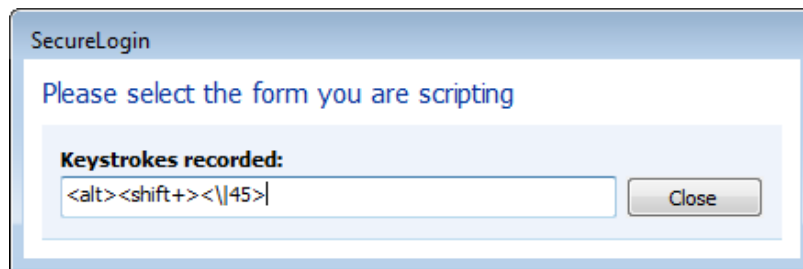 SecureLogin
Please select the form you are scripting
Keystrokes recorded:
<alt><shift+><\|45>
Close